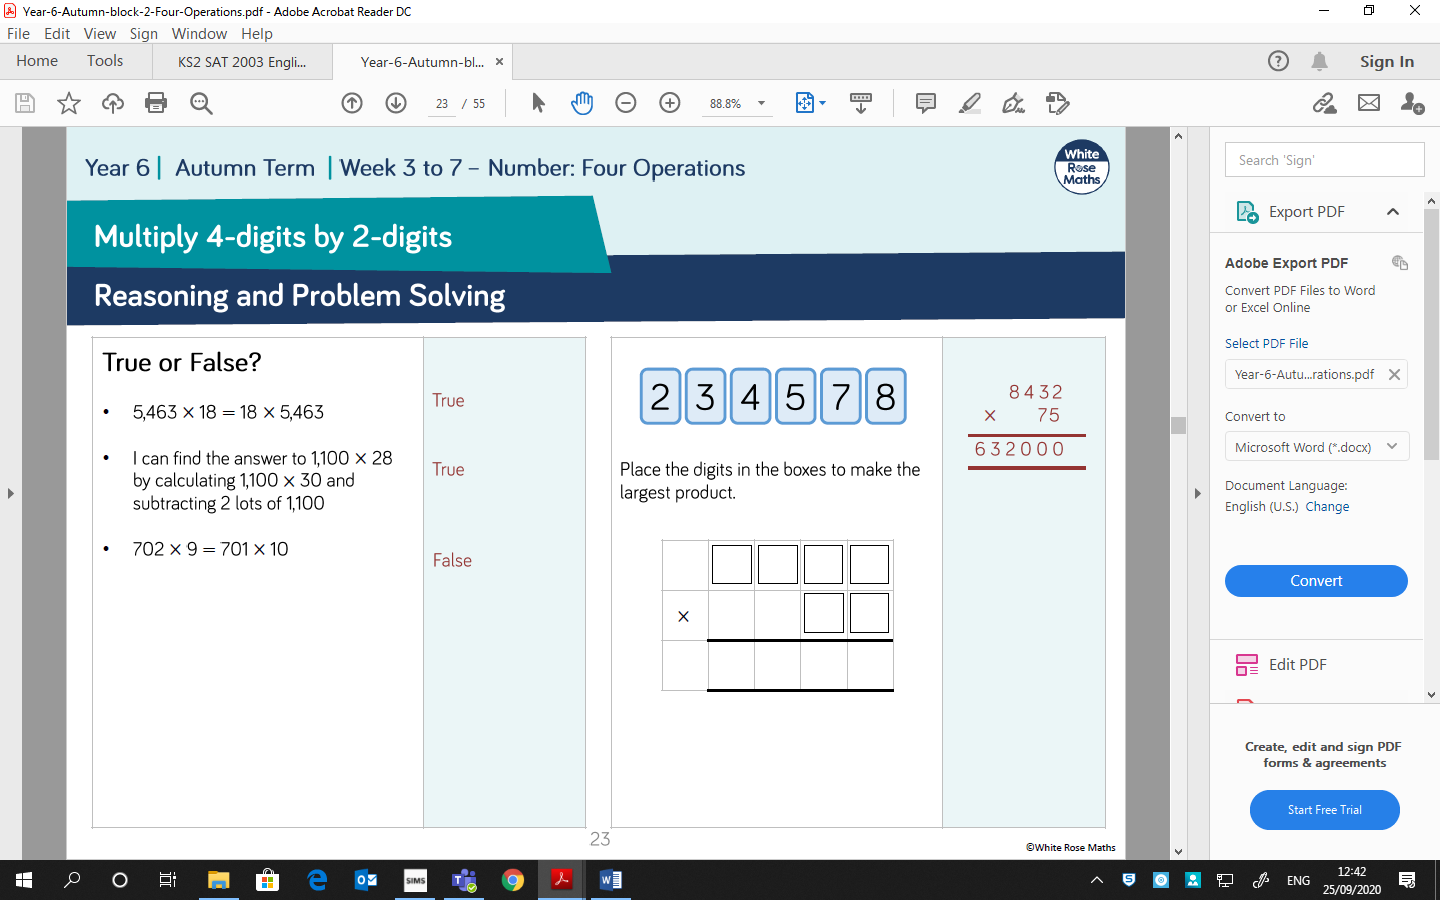 Year-6-Autumn-block-2-Four-Operations.pdf - Adobe Acrobat Reader DC
File Edit View Sign Window Help
Home Tools KS2 SAT 2003 Engli... Year-6-Autumn-bl... ×
Sign In
23 / 55 88.8%
Year 6 | Autumn Term | Week 3 to 7 – Number: Four Operations
White
Rose
Maths
Multiply 4-digits by 2-digits
Reasoning and Problem Solving
True or False?
• 5,463 × 18 = 18 × 5,463
True
• I can find the answer to 1,100 × 28
by calculating 1,100 × 30 and
subtracting 2 lots of 1,100
True
• 702 × 9 = 701 × 10
False
2 3 4 5 7 8
Place the digits in the boxes to make the
largest product.
×
8432
× 75
632000
23
©White Rose Maths
Search 'Sign'
Export PDF
Adobe Export PDF
Convert PDF Files to Word
or Excel Online
Select PDF File
Year-6-Autu...rations.pdf
Convert to
Microsoft Word (*.docx)
Document Language:
English (U.S.) Change
Convert
Edit PDF
Create, edit and sign PDF
forms & agreements
Start Free Trial
SIMS
ENG
12:42
25/09/2020